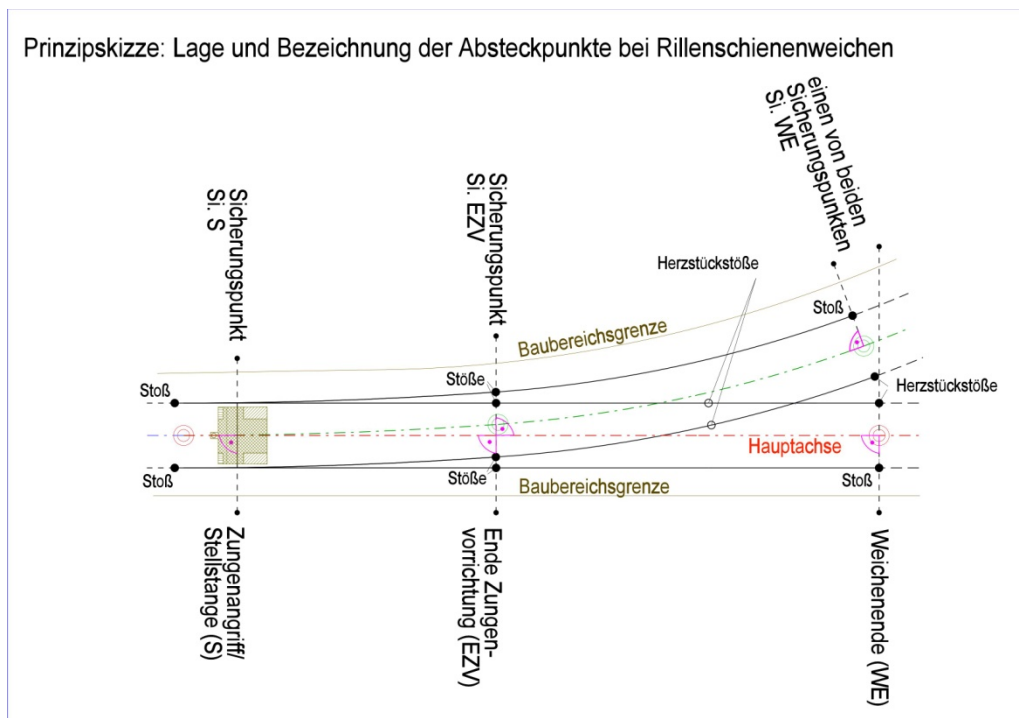 Prinzipskizze: Lage und Bezeichnung der Absteckpunkte bei Rillenschienenweichen
Sicherungspunkt
Si. S
Sicherungspunkt
Si. EZV
einen von beiden
Sicherungspunkten
Si. WE
Herzstückstöße
Stoß
Baubereichsgrenze
Stoß
Stöße
Herzstückstöße
Hauptachse
Stoß
Stöße
Baubereichsgrenze
Stoß
Zungenangriff/
Stellstange (S)
Ende Zungen-
vorrichtung (EZV)
Weichenende (WE)